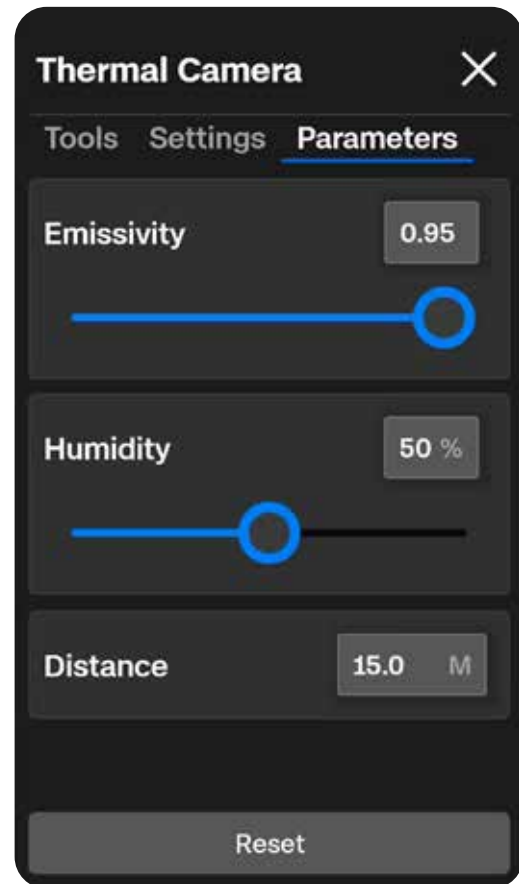 Thermal Camera
Tools Settings Parameters
Emissivity 0.95
Humidity 50 %
Distance 15.0 M
Reset